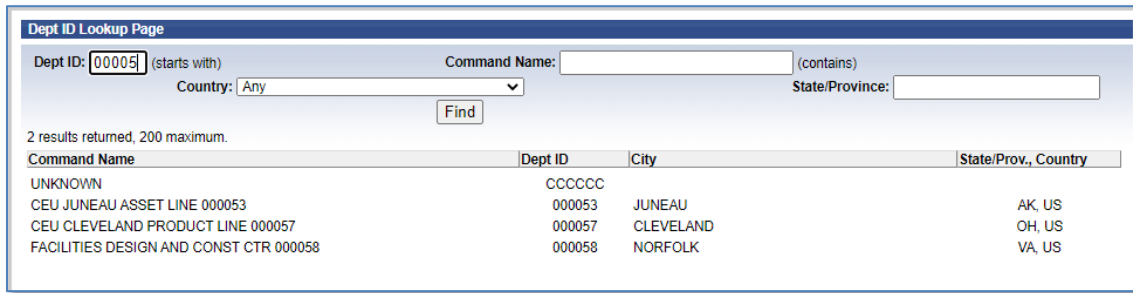 Dept ID Lookup Page
Dept ID: 00005 (starts with) Command Name: (contains)
Country: Any State/Province:
Find
2 results returned, 200 maximum.
Command Name Dept ID City State/Prov., Country
UNKNOWN CCCCCC
CEU JUNEAU ASSET LINE 000053 000053 JUNEAU AK, US
CEU CLEVELAND PRODUCT LINE 000057 000057 CLEVELAND OH, US
FACILITIES DESIGN AND CONST CTR 000058 000058 NORFOLK VA, US